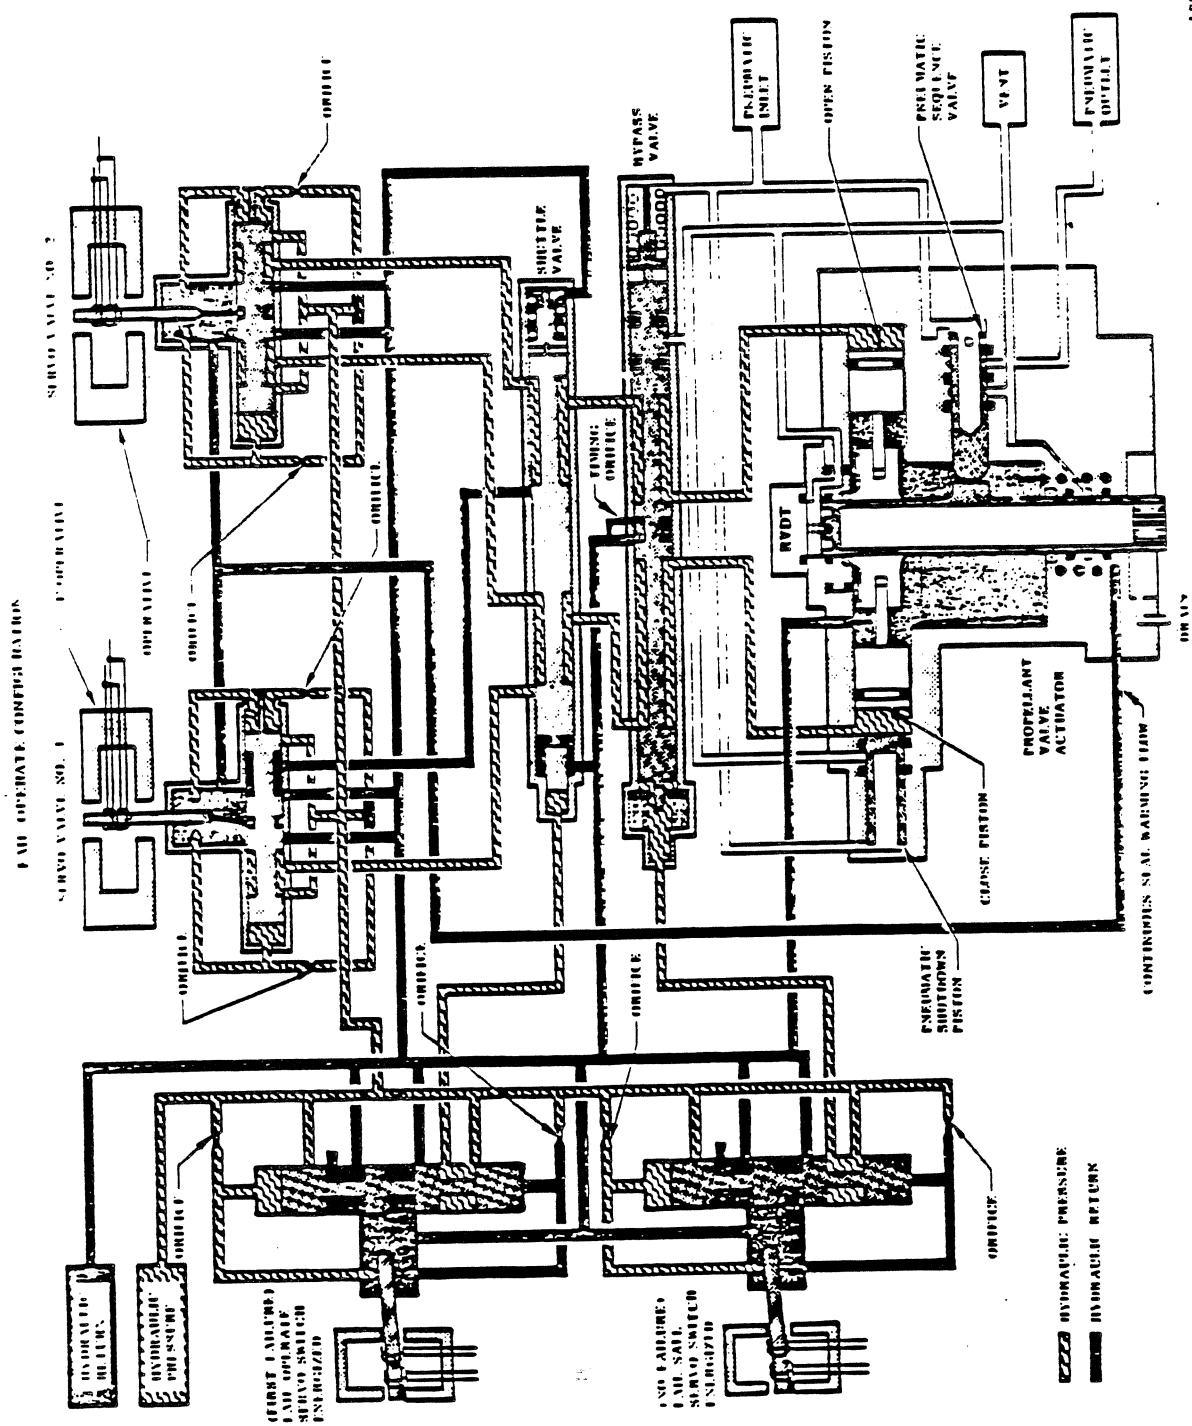 FAIL OPERATE CONFIGURATION
SERVO VALVE NO. 1
SERVO VALVE NO. 2
OPERATIVE
ORIFICE
ORIFICE
ORIFICE
ORIFICE
SHUTTLE
VALVE
BYPASS
VALVE
TIMING
ORIFICE
PNEUMATIC
INLET
OPEN PISTON
PNEUMATIC
SEQUENCE
VALVE
VENT
PNEUMATIC
OUTLET
RVDT
PROPELLANT
VALVE
ACTUATOR
DRAIN
CLOSE PISTON
CONTINUOUS SEAL WARMING FLOW
PNEUMATIC
SHUTDOWN
PISTON
ORIFICE
ORIFICE
ORIFICE
ORIFICE
HYDRAULIC
RETURN
HYDRAULIC
PRESSURE
(FIRST FAILURE)
FAIL OPERATE
SERVO SWITCH
ENERGIZED
(NO FAILURE)
FAIL SAFE
SERVO SWITCH
ENERGIZED
HYDRAULIC PRESSURE
HYDRAULIC RETURN